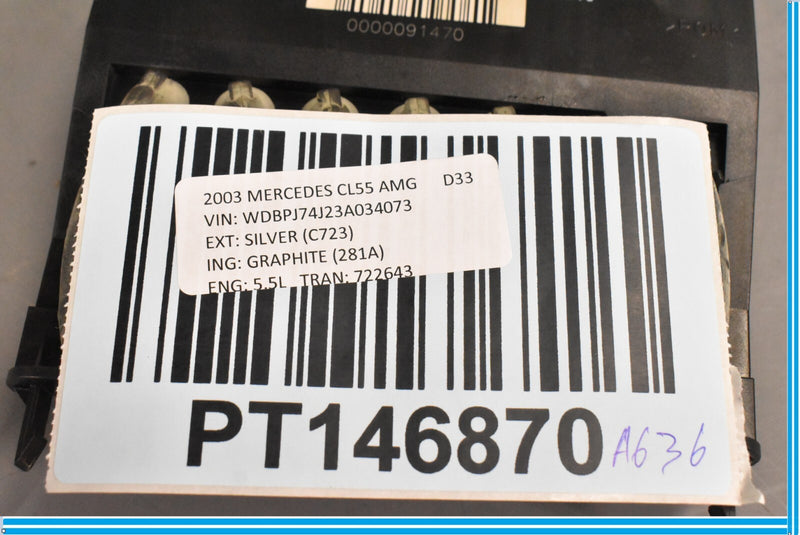 0000091470
2003 MERCEDES CL55 AMG D33
VIN: WDBPJ74J23A034073
EXT: SILVER (C723)
ING: GRAPHITE (281A)
ENG: 5.5L TRAN: 722643
PT146870 A636